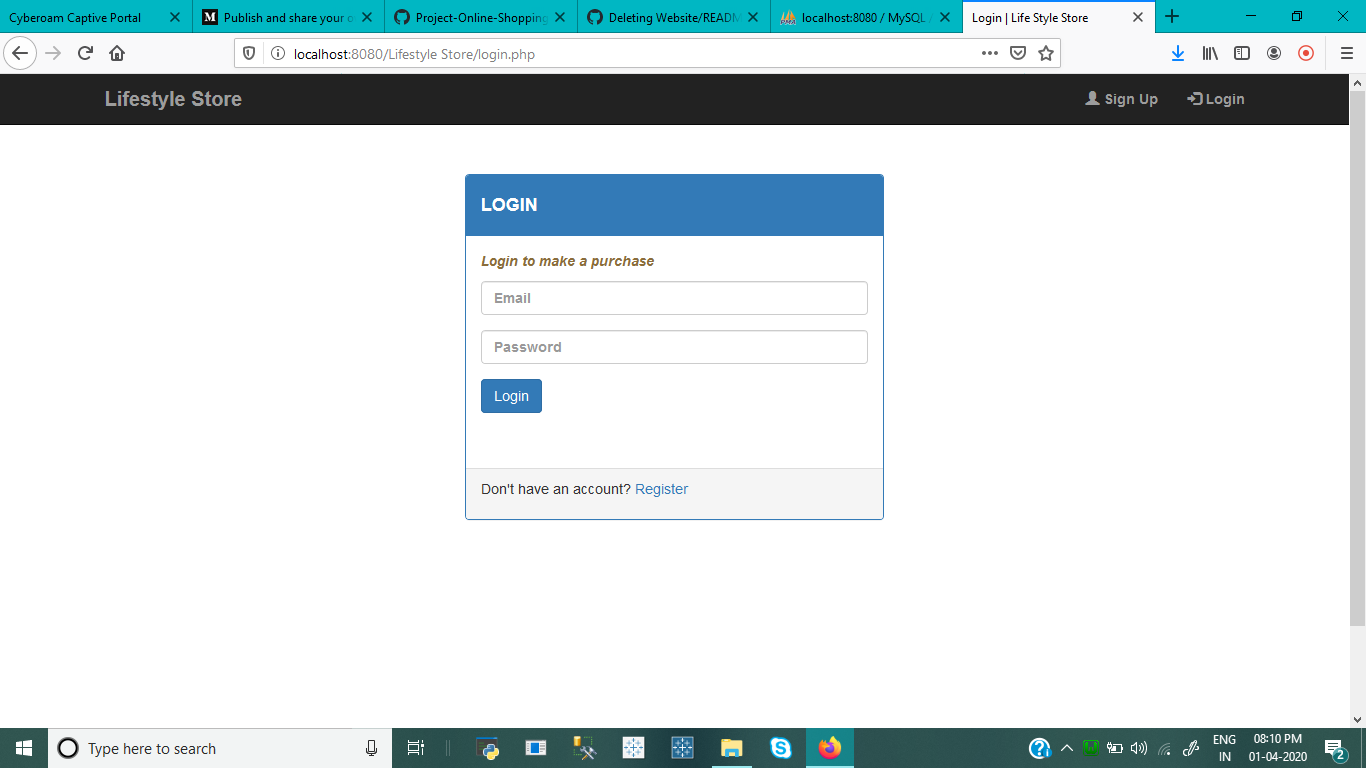 Cyberoam Captive Portal
Publish and share your o
Project-Online-Shopping
Deleting Website/READM
localhost:8080 / MySQL /
Login | Life Style Store
localhost:8080/Lifestyle Store/login.php
Lifestyle Store
Sign Up
Login
LOGIN
Login to make a purchase
Email
Password
Login
Don't have an account? Register
Type here to search
ENG
IN
08:10 PM
01-04-2020
2